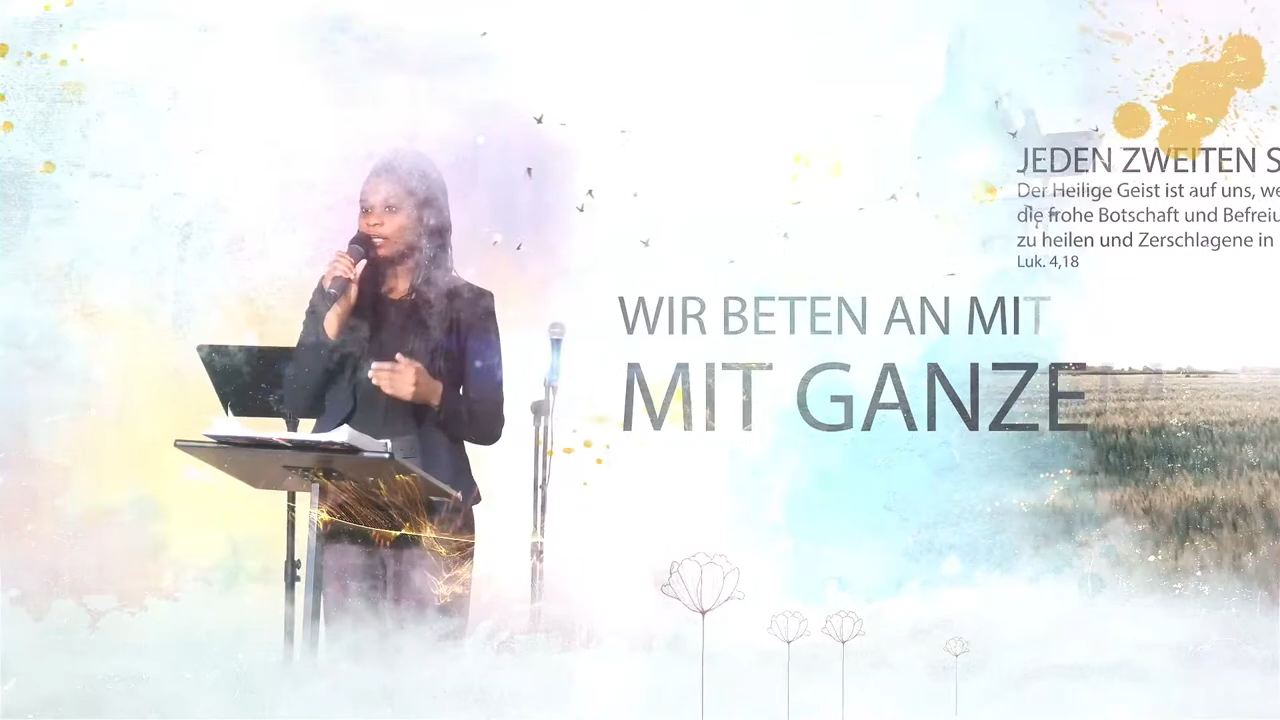 JEDEN ZWEITEN S
Der Heilige Geist ist auf uns, we
die frohe Botschaft und Befreiu
zu heilen und Zerschlagene in
Luk. 4,18
WIR BETEN AN MIT
MIT GANZE